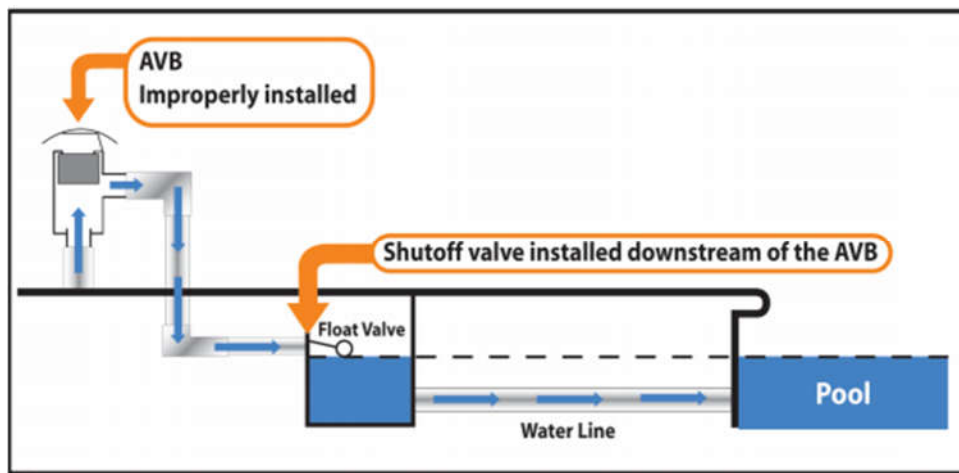 AVB
Improperly installed
Shutoff valve installed downstream of the AVB
Float Valve
Pool
Water Line